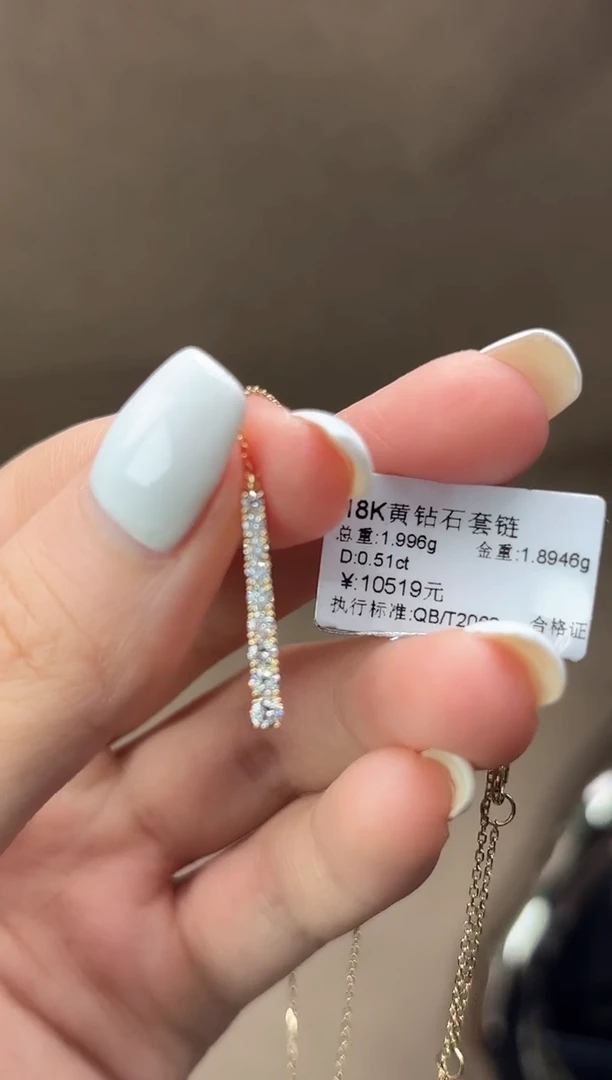 18K黄钻石套链
总重:1.996g 金重:1.8946g
D:0.51ct
¥:10519元
执行标准:QB/T 合格证